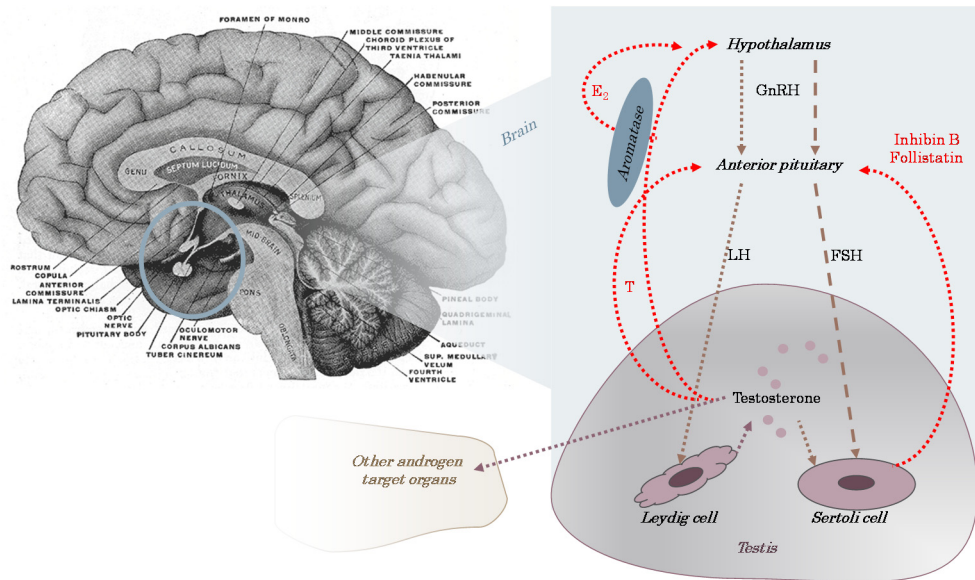 FORAMEN OF MONRO
MIDDLE COMMISSURE
CHOROID PLEXUS OF
THIRD VENTRICLE
TAENIA THALAMI
HABENULAR
COMMISSURE
POSTERIOR
COMMISSURE
CALLOSUM
GENU
SEPTUM LUCIDUM
FORNIX
THALAMUS
SPLENIUM
MID BRAIN
PONS
ROSTRUM
COPULA
ANTERIOR
COMMISSURE
LAMINA TERMINALIS
OPTIC CHIASM
OPTIC
NERVE
PITUITARY BODY
OCULOMOTOR
NERVE
CORPUS ALBICANS
TUBER CINEREUM
PINEAL BODY
QUADRIGEMINAL
LAMINA
AQUEDUCT
SUP. MEDULLARY
VELUM
FOURTH
VENTRICLE
Brain
Hypothalamus
E₂
GnRH
Aromatase
Inhibin B
Follistatin
Anterior pituitary
LH
FSH
T
Testosterone
Other androgen
target organs
Leydig cell
Sertoli cell
Testis